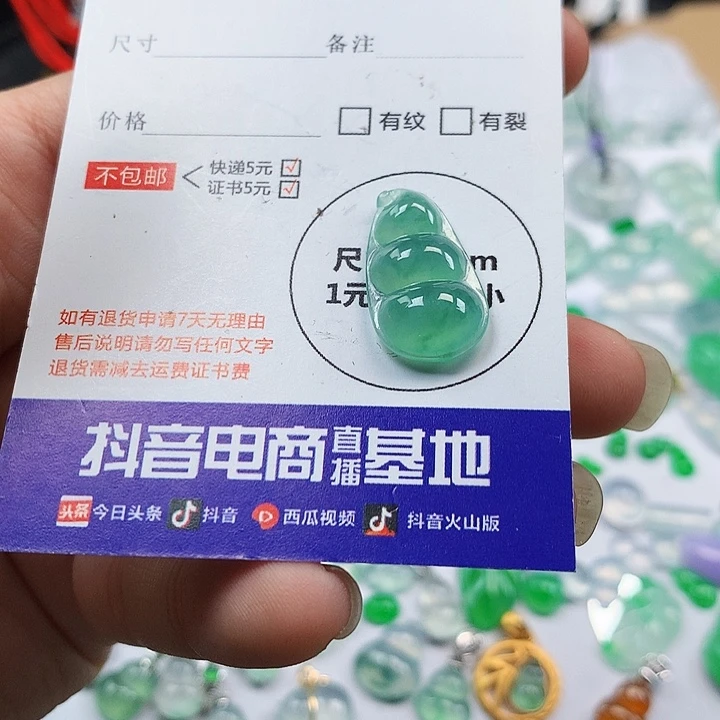 尺寸 备注
价格 有纹 有裂
不包邮 快递5元
证书5元
尺 m
1元 小
如有退货申请7天无理由
售后说明请勿写任何文字
退货需减去运费证书费
抖音电商直播基地
头条 今日头条 抖音 西瓜视频 抖音火山版